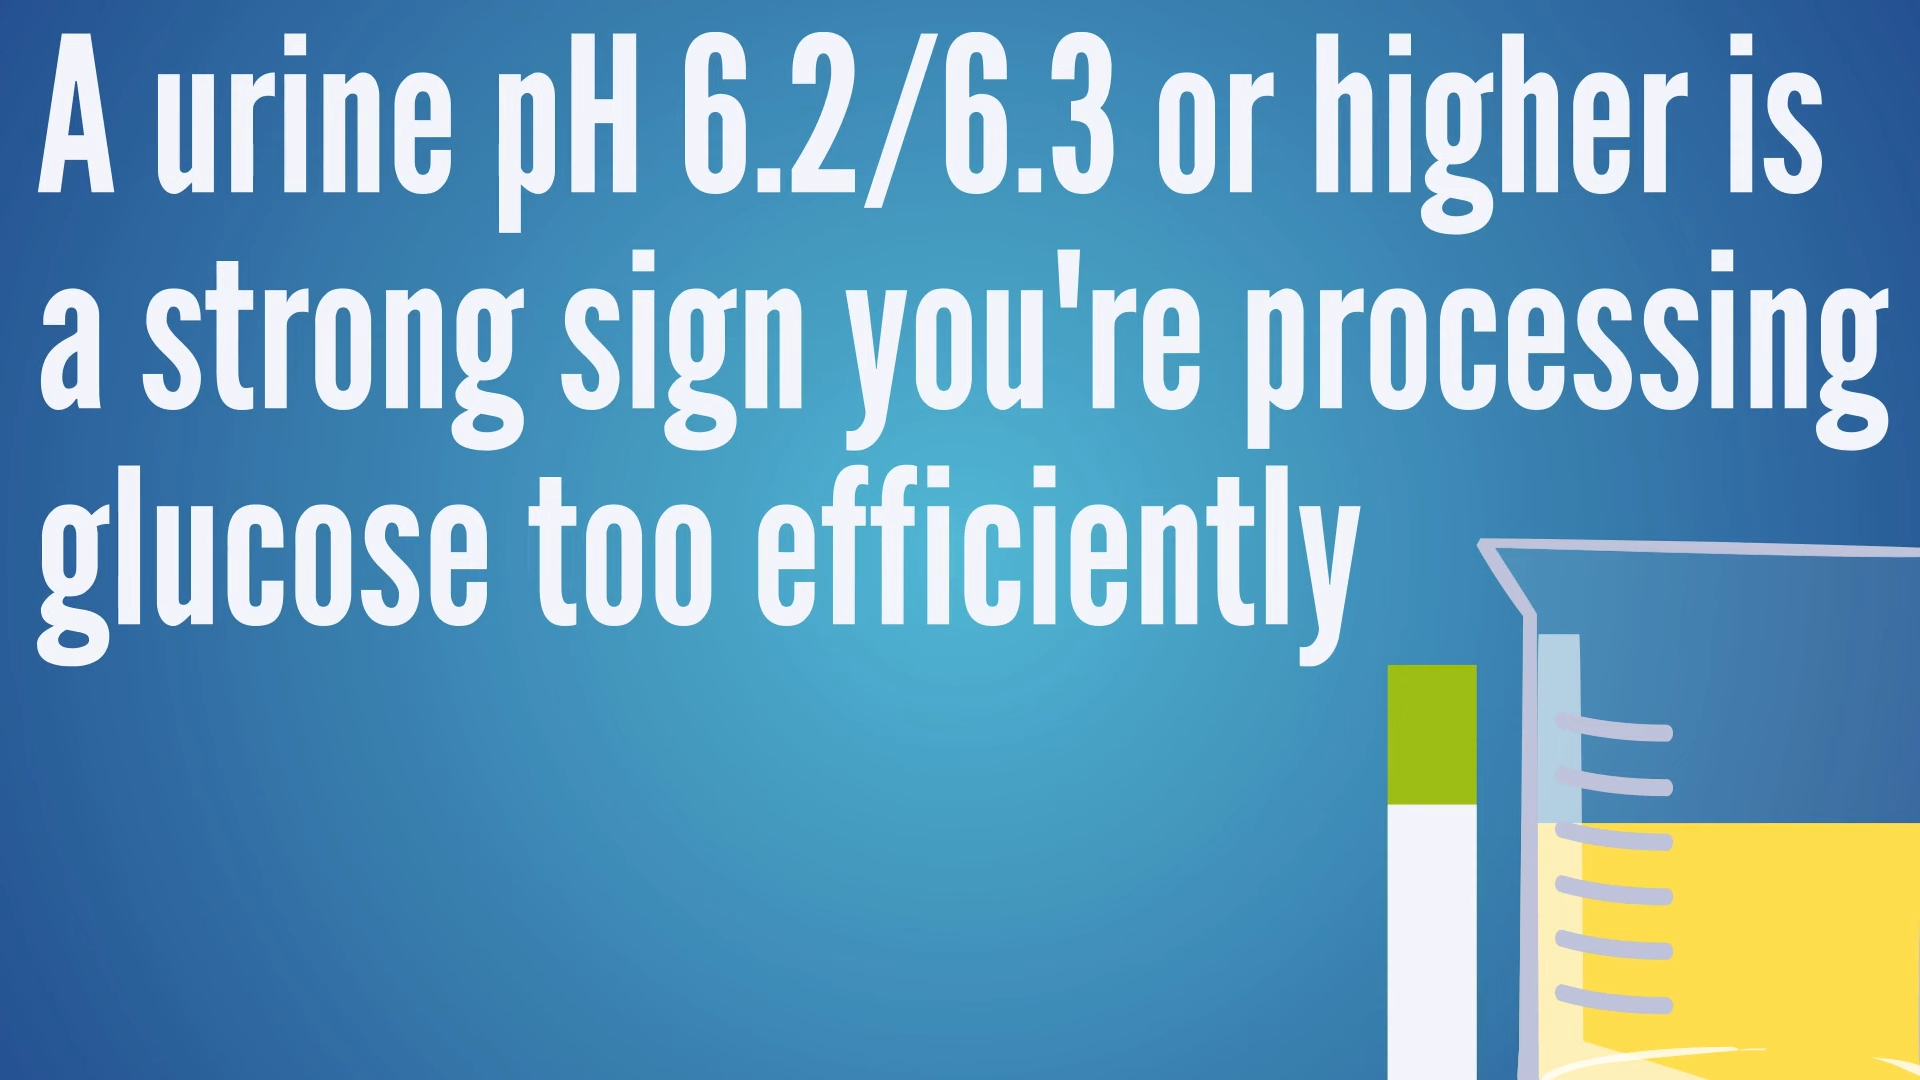 A urine pH 6.2/6.3 or higher is
a strong sign you're processing
glucose too efficiently